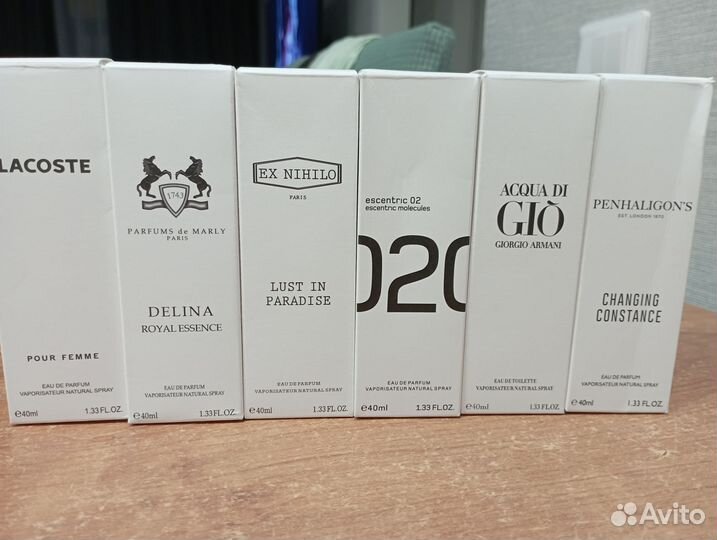 LACOSTE
POUR FEMME
EAU DE PARFUM
VAPORISATEUR NATURAL SPRAY
℮40ml 1.33 FL.OZ.
1743
PARFUMS de MARLY
PARIS
DELINA
ROYAL ESSENCE
EAU DE PARFUM
VAPORISATEUR NATURAL SPRAY
℮40ml 1.33 FL.OZ.
EX NIHILO
PARIS
LUST IN
PARADISE
EAU DE PARFUM
VAPORISATEUR NATURAL SPRAY
℮40ml 1.33 FL.OZ.
escentric 02
escentric molecules
020
EAU DE PARFUM
VAPORISATEUR NATURAL SPRAY
℮40ml 1.33 FL.OZ.
ACQUA DI
GIÒ
GIORGIO ARMANI
EAU DE TOILETTE
VAPORISATEUR NATURAL SPRAY
℮40ml 1.33 FL.OZ.
PENHALIGON'S
EST. LONDON 1870
CHANGING
CONSTANCE
EAU DE PARFUM
VAPORISATEUR NATURAL SPRAY
℮40ml 1.33 FL.OZ.
Avito